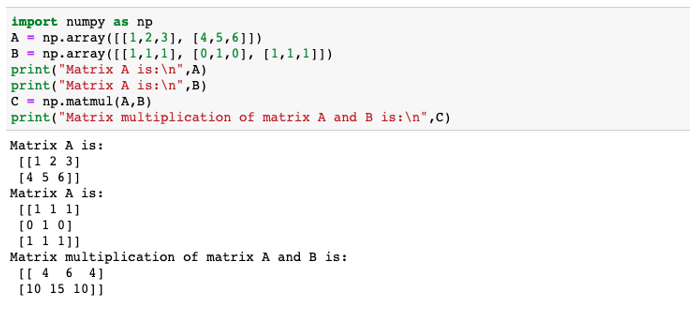 import numpy as np
A = np.array([[1,2,3], [4,5,6]])
B = np.array([[1,1,1], [0,1,0], [1,1,1]])
print("Matrix A is:\n",A)
print("Matrix A is:\n",B)
C = np.matmul(A,B)
print("Matrix multiplication of matrix A and B is:\n",C)
Matrix A is:
 [[1 2 3]
 [4 5 6]]
Matrix A is:
 [[1 1 1]
 [0 1 0]
 [1 1 1]]
Matrix multiplication of matrix A and B is:
 [[ 4  6  4]
 [10 15 10]]